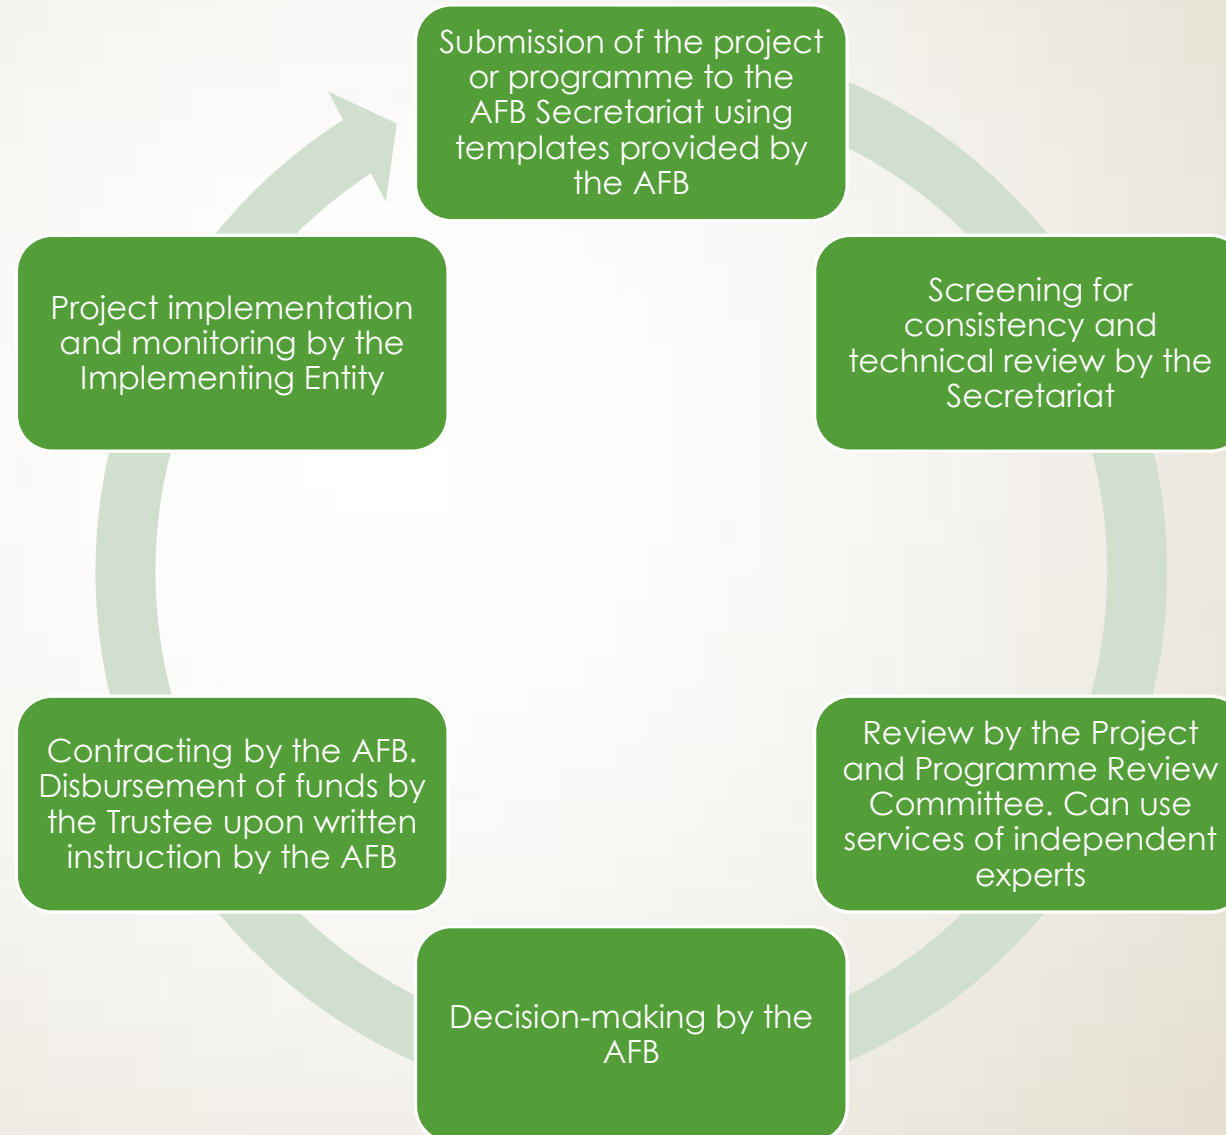 Submission of the project
or programme to the
AFB Secretariat using
templates provided by
the AFB
Screening for
consistency and
technical review by the
Secretariat
Review by the Project
and Programme Review
Committee. Can use
services of independent
experts
Decision-making by the
AFB
Contracting by the AFB.
Disbursement of funds by
the Trustee upon written
instruction by the AFB
Project implementation
and monitoring by the
Implementing Entity